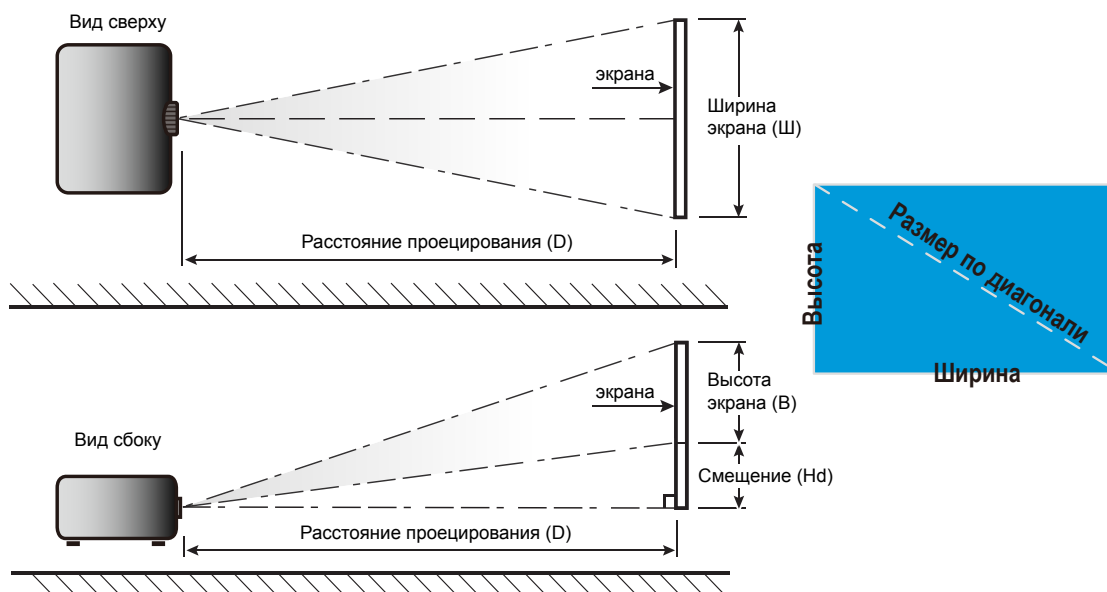 Вид сверху
экрана
Ширина
экрана (Ш)
Расстояние проецирования (D)
Высота
Размер по диагонали
Ширина
Вид сбоку
экрана
Высота
экрана (В)
Смещение (Hd)
Расстояние проецирования (D)